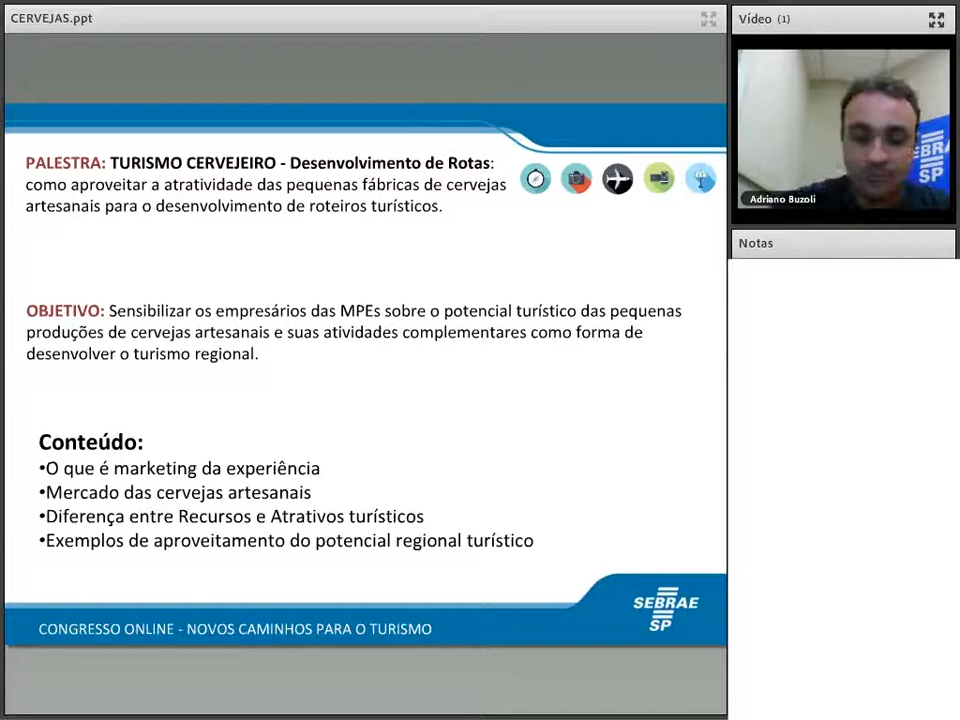 CERVEJAS.ppt
Vídeo (1)
PALESTRA: TURISMO CERVEJEIRO - Desenvolvimento de Rotas:
como aproveitar a atratividade das pequenas fábricas de cervejas
artesanais para o desenvolvimento de roteiros turísticos.
Adriano Buzoli
SP
Notas
OBJETIVO: Sensibilizar os empresários das MPEs sobre o potencial turístico das pequenas
produções de cervejas artesanais e suas atividades complementares como forma de
desenvolver o turismo regional.
Conteúdo:
•O que é marketing da experiência
•Mercado das cervejas artesanais
•Diferença entre Recursos e Atrativos turísticos
•Exemplos de aproveitamento do potencial regional turístico
SEBRAE
SP
CONGRESSO ONLINE - NOVOS CAMINHOS PARA O TURISMO